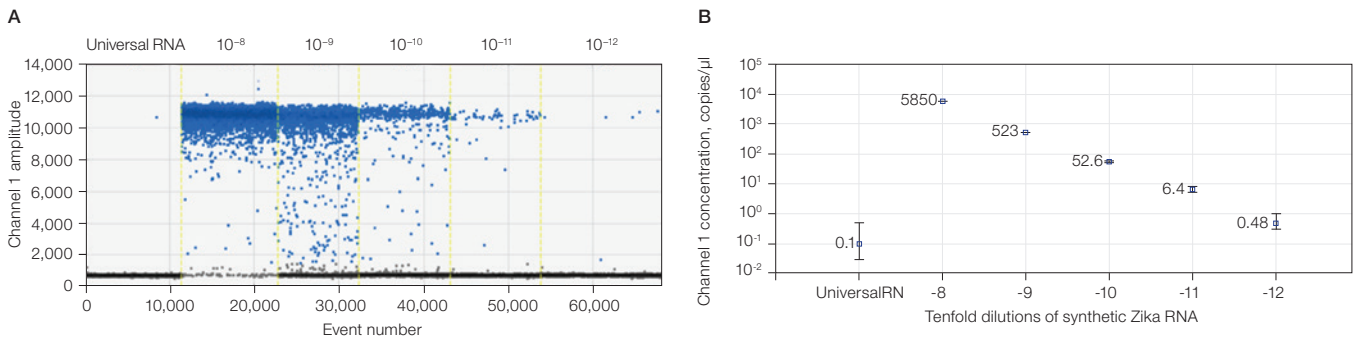 A
Universal RNA 10⁻⁸ 10⁻⁹ 10⁻¹⁰ 10⁻¹¹ 10⁻¹²
14,000
12,000
10,000
8,000
6,000
4,000
2,000
0
Channel 1 amplitude
0 10,000 20,000 30,000 40,000 50,000 60,000
Event number
B
Channel 1 concentration, copies/µl
10⁵
10⁴
10³
10²
10¹
10⁰
10⁻¹
10⁻²
5850
523
52.6
6.4
0.48
0.1
UniversalRN -8 -9 -10 -11 -12
Tenfold dilutions of synthetic Zika RNA